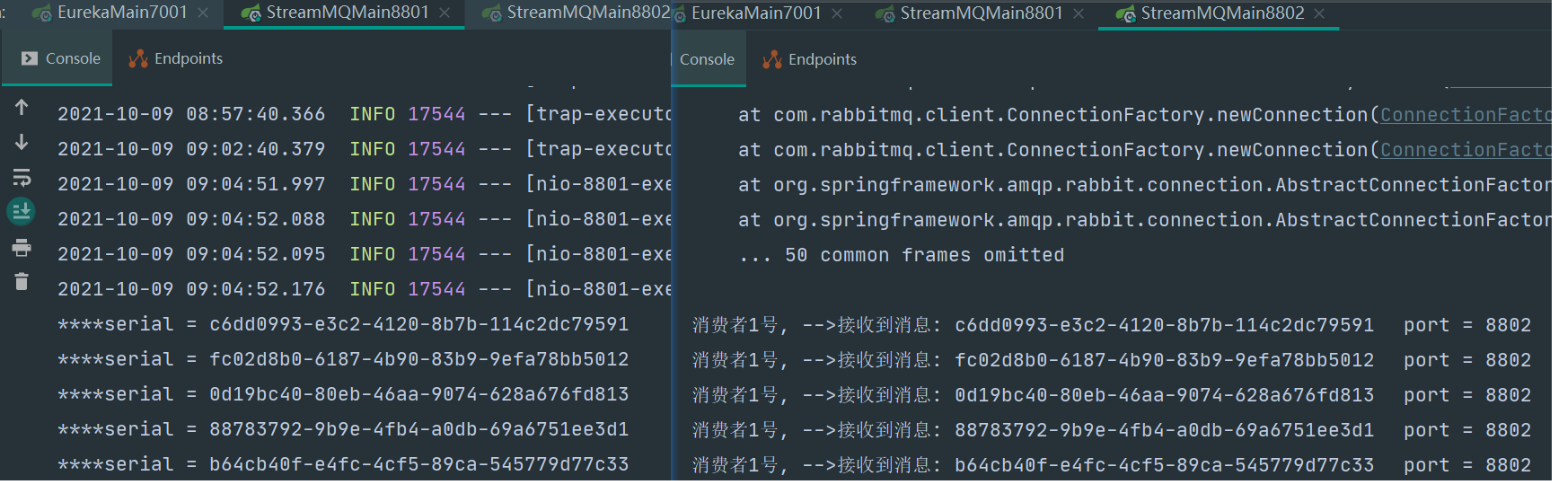 EurekaMain7001 StreamMQMain8801 StreamMQMain8802
Console Endpoints
2021-10-09 08:57:40.366 INFO 17544 --- [trap-executo
2021-10-09 09:02:40.379 INFO 17544 --- [trap-executo
2021-10-09 09:04:51.997 INFO 17544 --- [nio-8801-exe
2021-10-09 09:04:52.088 INFO 17544 --- [nio-8801-exe
2021-10-09 09:04:52.095 INFO 17544 --- [nio-8801-exe
2021-10-09 09:04:52.176 INFO 17544 --- [nio-8801-exe
****serial = c6dd0993-e3c2-4120-8b7b-114c2dc79591
****serial = fc02d8b0-6187-4b90-83b9-9efa78bb5012
****serial = 0d19bc40-80eb-46aa-9074-628a676fd813
****serial = 88783792-9b9e-4fb4-a0db-69a6751ee3d1
****serial = b64cb40f-e4fc-4cf5-89ca-545779d77c33
EurekaMain7001 StreamMQMain8801 StreamMQMain8802
Console Endpoints
at com.rabbitmq.client.ConnectionFactory.newConnection(ConnectionFacto
at com.rabbitmq.client.ConnectionFactory.newConnection(ConnectionFacto
at org.springframework.amqp.rabbit.connection.AbstractConnectionFactor
at org.springframework.amqp.rabbit.connection.AbstractConnectionFactor
... 50 common frames omitted
消费者1号, -->接收到消息: c6dd0993-e3c2-4120-8b7b-114c2dc79591 port = 8802
消费者1号, -->接收到消息: fc02d8b0-6187-4b90-83b9-9efa78bb5012 port = 8802
消费者1号, -->接收到消息: 0d19bc40-80eb-46aa-9074-628a676fd813 port = 8802
消费者1号, -->接收到消息: 88783792-9b9e-4fb4-a0db-69a6751ee3d1 port = 8802
消费者1号, -->接收到消息: b64cb40f-e4fc-4cf5-89ca-545779d77c33 port = 8802